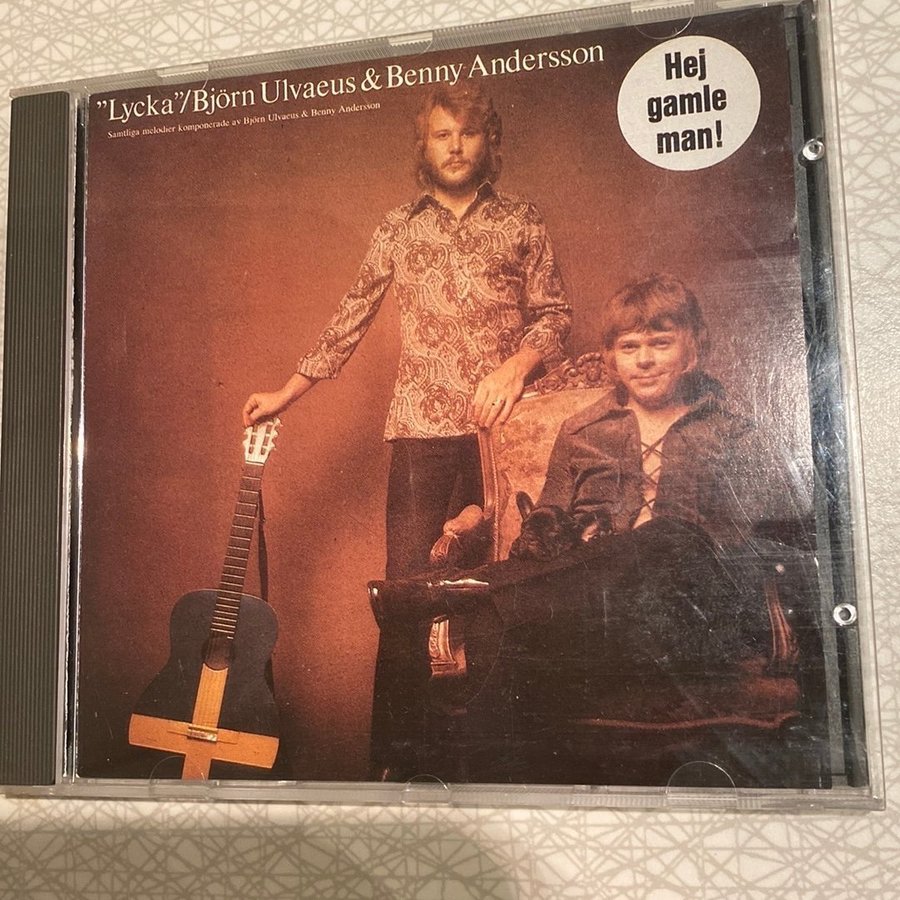 "Lycka"/Björn Ulvaeus & Benny Andersson
Samtliga melodier komponerade av Björn Ulvaeus & Benny Andersson
Hej
gamle
man!